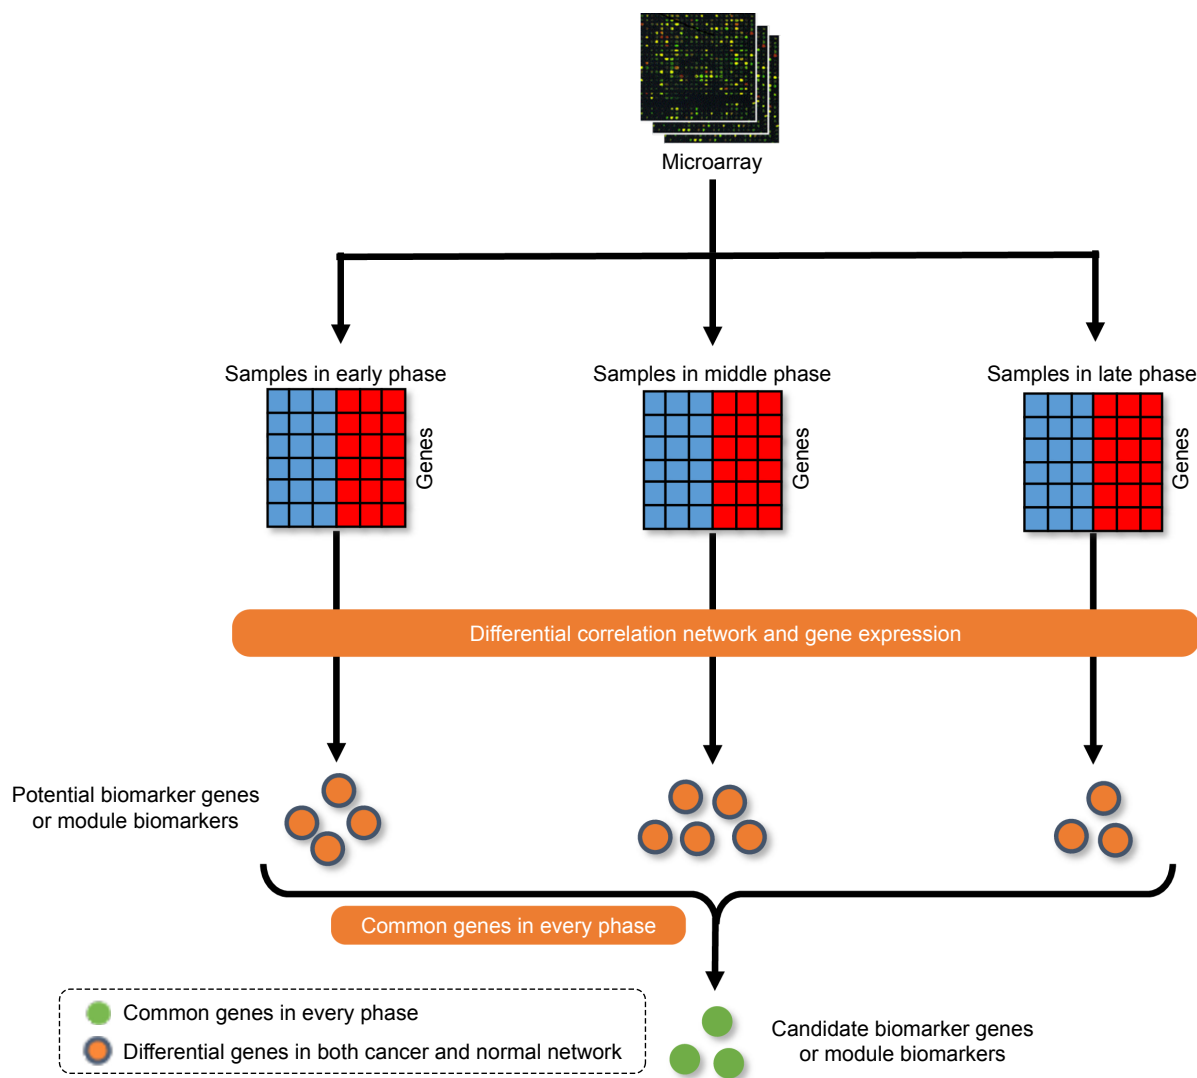 Microarray
Samples in early phase
Samples in middle phase
Samples in late phase
Genes
Genes
Genes
Differential correlation network and gene expression
Potential biomarker genes
or module biomarkers
Common genes in every phase
Common genes in every phase
Differential genes in both cancer and normal network
Candidate biomarker genes
or module biomarkers